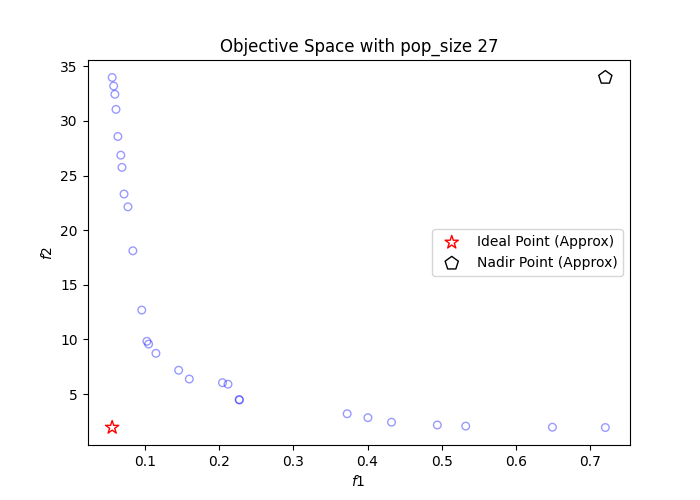 Objective Space with pop_size 27
35
30
25
20
15
10
5
f2
Ideal Point (Approx)
Nadir Point (Approx)
0.1 0.2 0.3 0.4 0.5 0.6 0.7
f1